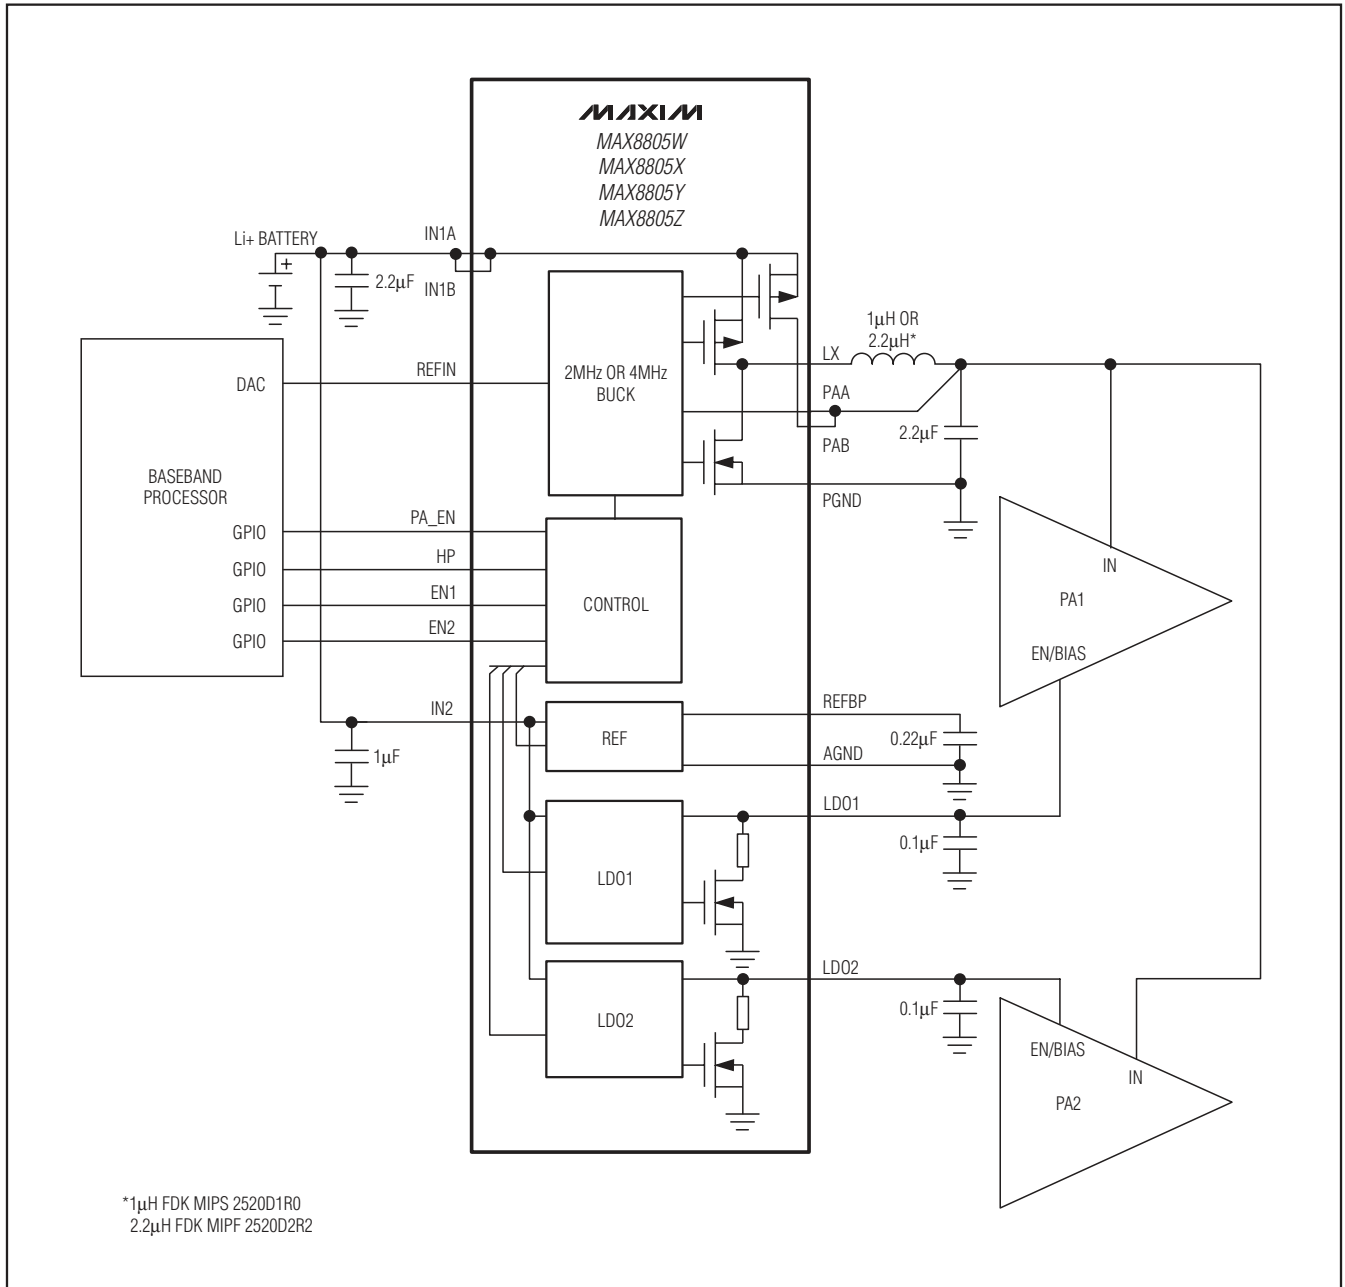 MAXIM
MAX8805W
MAX8805X
MAX8805Y
MAX8805Z
Li+ BATTERY
+
2.2µF
IN1A
IN1B
2MHz OR 4MHz
BUCK
1µH OR
2.2µH*
LX
PAA
PAB
2.2µF
PGND
BASEBAND
PROCESSOR
DAC
REFIN
GPIO
PA_EN
GPIO
HP
GPIO
EN1
GPIO
EN2
CONTROL
IN
PA1
EN/BIAS
IN2
1µF
REF
REFBP
0.22µF
AGND
LDO1
LDO1
0.1µF
LDO2
LDO2
0.1µF
EN/BIAS
IN
PA2
*1µH FDK MIPS 2520D1R0
2.2µH FDK MIPF 2520D2R2